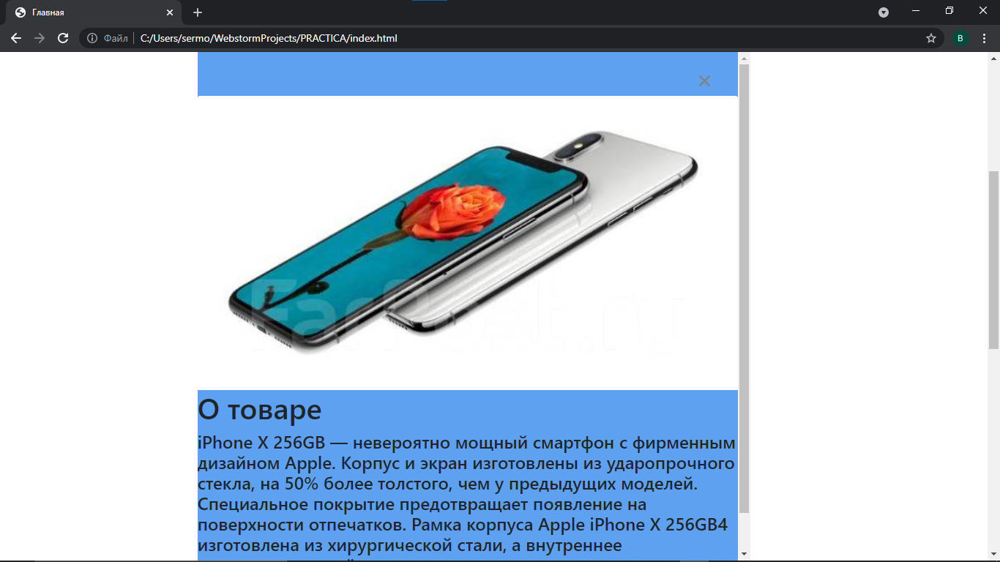 Главная
Файл
C:/Users/sermo/WebstormProjects/PRACTICA/index.html
B
FarPost.ru
О товаре
iPhone X 256GB — невероятно мощный смартфон с фирменным
дизайном Apple. Корпус и экран изготовлены из ударопрочного
стекла, на 50% более толстого, чем у предыдущих моделей.
Специальное покрытие предотвращает появление на
поверхности отпечатков. Рамка корпуса Apple iPhone X 256GB4
изготовлена из хирургической стали, а внутреннее